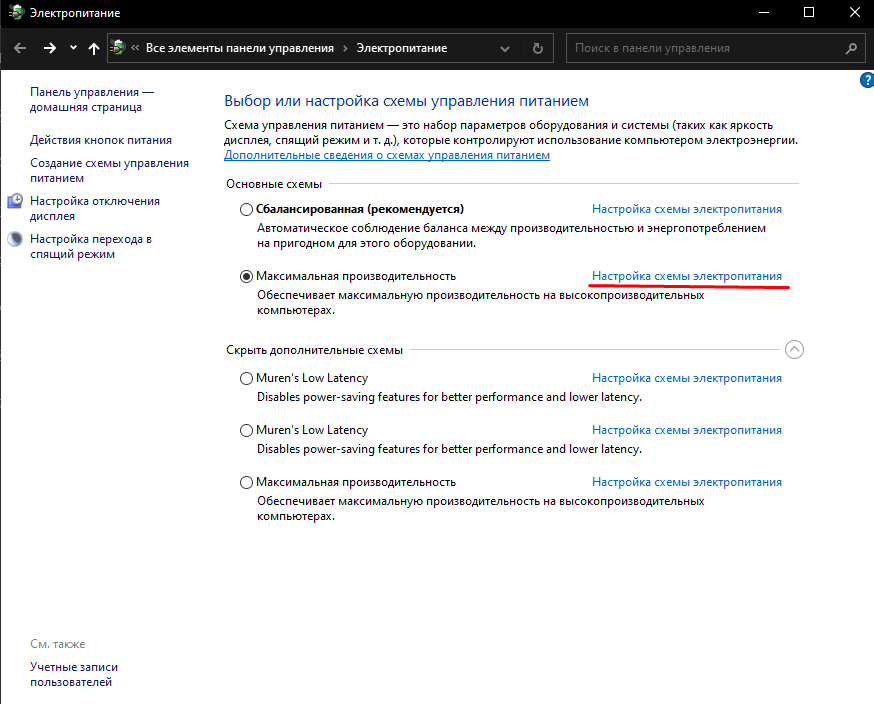 Электропитание
« Все элементы панели управления › Электропитание
Поиск в панели управления
Панель управления —
домашняя страница
Действия кнопок питания
Создание схемы управления
питанием
Настройка отключения
дисплея
Настройка перехода в
спящий режим
?
Выбор или настройка схемы управления питанием
Схема управления питанием — это набор параметров оборудования и системы (таких как яркость
дисплея, спящий режим и т. д.), которые контролируют использование компьютером электроэнергии.
Дополнительные сведения о схемах управления питанием
Основные схемы
Сбалансированная (рекомендуется) Настройка схемы электропитания
Автоматическое соблюдение баланса между производительностью и энергопотреблением
на пригодном для этого оборудовании.
Максимальная производительность Настройка схемы электропитания
Обеспечивает максимальную производительность на высокопроизводительных
компьютерах.
Скрыть дополнительные схемы
Muren's Low Latency Настройка схемы электропитания
Disables power-saving features for better performance and lower latency.
Muren's Low Latency Настройка схемы электропитания
Disables power-saving features for better performance and lower latency.
Максимальная производительность Настройка схемы электропитания
Обеспечивает максимальную производительность на высокопроизводительных
компьютерах.
См. также
Учетные записи
пользователей